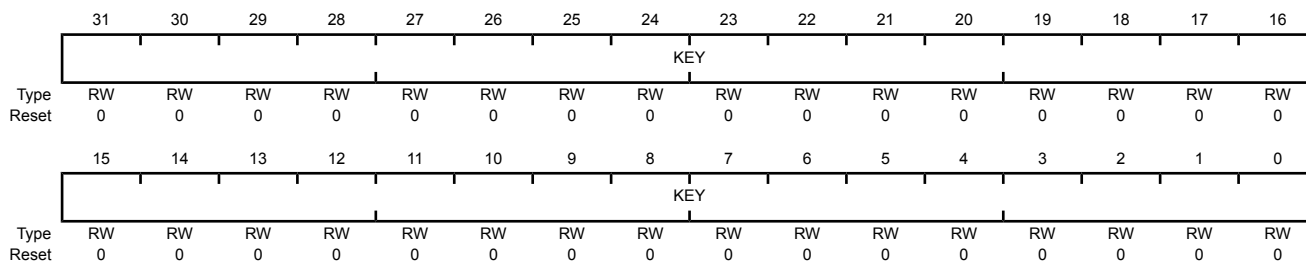 31 30 29 28 27 26 25 24 23 22 21 20 19 18 17 16
KEY
Type RW RW RW RW RW RW RW RW RW RW RW RW RW RW RW RW
Reset 0 0 0 0 0 0 0 0 0 0 0 0 0 0 0 0
15 14 13 12 11 10 9 8 7 6 5 4 3 2 1 0
KEY
Type RW RW RW RW RW RW RW RW RW RW RW RW RW RW RW RW
Reset 0 0 0 0 0 0 0 0 0 0 0 0 0 0 0 0